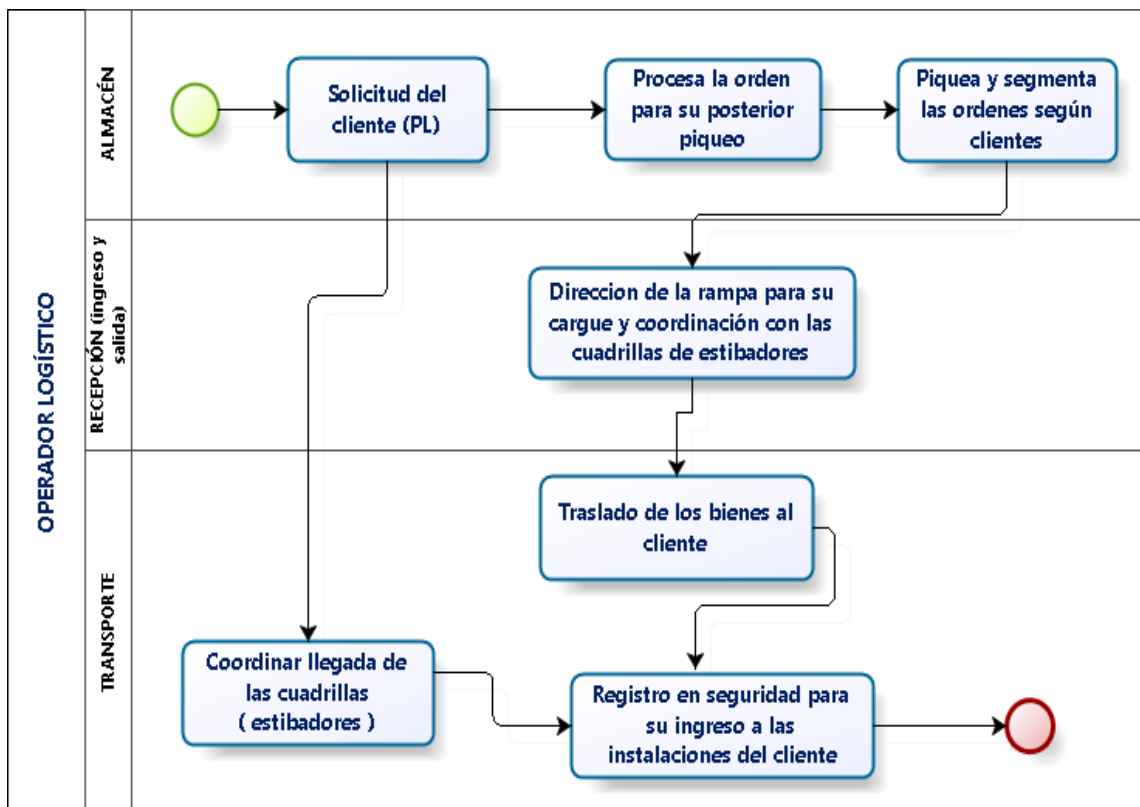 OPERADOR LOGÍSTICO
ALMACÉN
Solicitud del
cliente (PL)
Procesa la orden
para su posterior
piqueo
Piquea y segmenta
las ordenes según
clientes
RECEPCIÓN (ingreso y
salida)
Direccion de la rampa para su
cargue y coordinación con las
cuadrillas de estibadores
TRANSPORTE
Traslado de los bienes al
cliente
Coordinar llegada de
las cuadrillas
( estibadores )
Registro en seguridad para
su ingreso a las
instalaciones del cliente